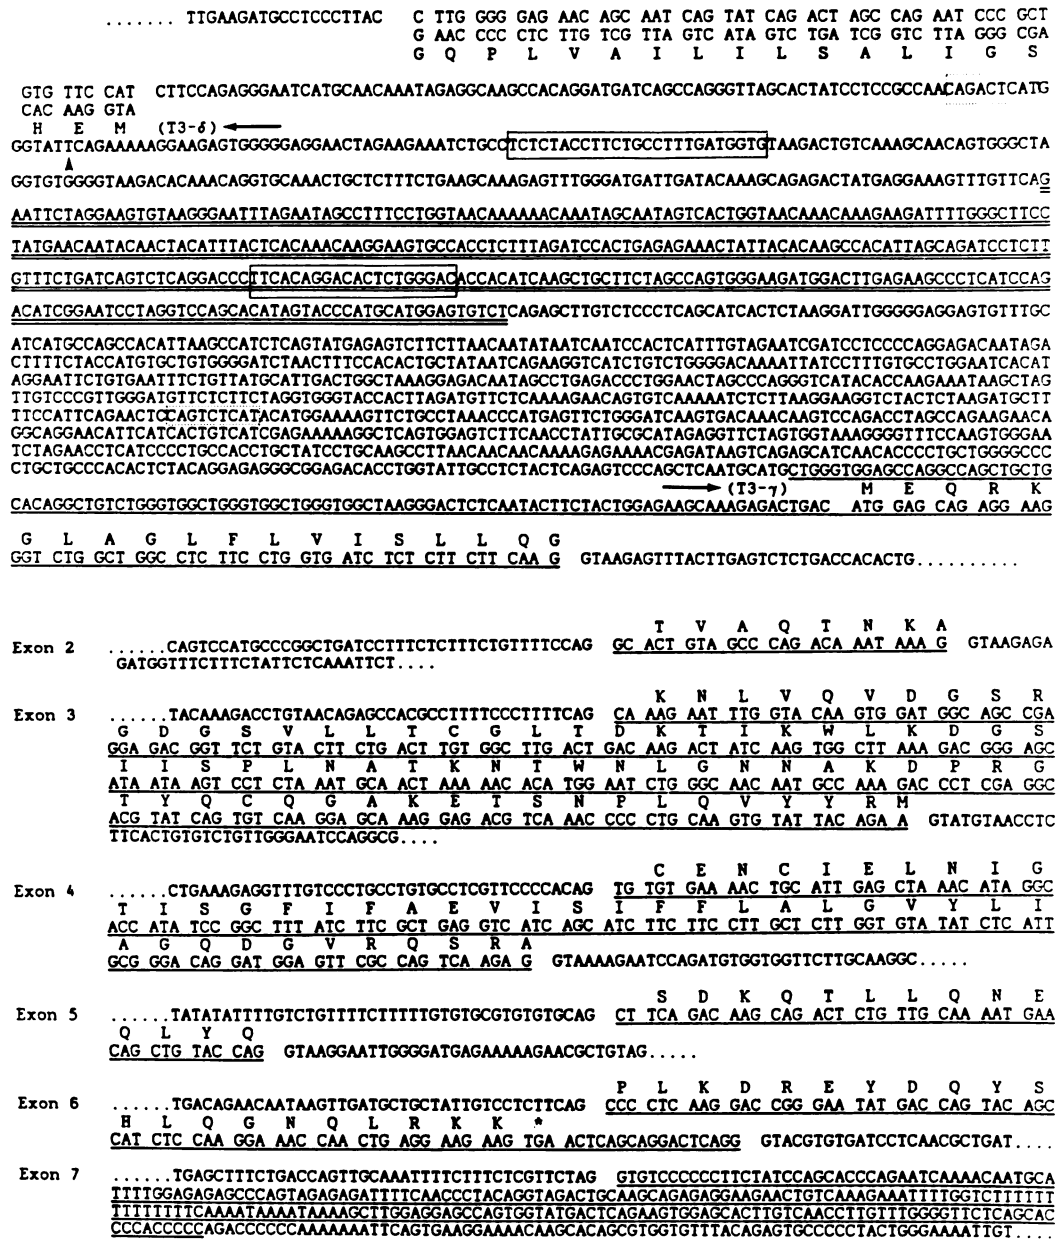 ....... TTGAAGATGCCTCCCTTAC C TTG GGG GAG AAC AGC AAT CAG TAT CAG ACT AGC CAG AAT CCC GCT
G AAC CCC CTC TTG TCG TTA GTC ATA GTC TGA TCG GTC TTA GGG CGA
G Q P L V A I L I L S A L I G S
GTG TTC CAT CTTCCAGAGGGAATCATGCAACAAATAGAGGCAAGCCACAGGATGATCAGCCAGGGTTAGCACTATCCTCCGCCAACAGACTCATG
CAC AAG GTA
H E M (T3-δ)
GGTATTCAGAAAAAGGAAGAGTGGGGGAGGAACTAGAAGAAATCTGCCTCTCTACCTTCTGCCTTTGATGGTGTAAGACTGTCAAAGCAACAGTGGGCTA
GGTGTGGGGTAAGACACAAACAGGTGCAAACTGCTCTTTCTGAAGCAAAGAGTTTGGGATGATTGATACAAAGCAGAGACTATGAGGAAAGTTTGTTCAG
AATTCTAGGAAGTGTAAGGGAATTTAGAATAGCCTTTCCTGGTAACAAAAAACAAATAGCAATAGTCACTGGTAACAAACAAAGAAGATTTTGGGCTTCC
TATGAACAATACAACTACATTTACTCACAAACAAGGAAGTGCCACCTCTTTAGATCCACTGAGAGAAACTATTACACAAGCCACATTAGCAGATCCTCTT
GTTTCTGATCAGTCTCAGGACCCTTCACAGGACACTCTGGGACACCACATCAAGCTGCTTCTAGCCAGTGGGAAGATGGACTTGAGAAGCCCTCATCCAG
ACATCGGAATCCTAGGTCCAGCACATAGTACCCATGCATGGAGTGTCTCAGAGCTTGTCTCCCTCAGCATCACTCTAAGGATTGGGGGAGGAGTGTTTGC
ATCATGCCAGCCACATTAAGCCATCTCAGTATGAGAGTCTTCTTAACAATATAATCAATCCACTCATTTGTAGAATCGATCCTCCCCAGGAGACAATAGA
CTTTTCTACCATGTGCTGTGGGGATCTAACTTTCCACACTGCTATAATCAGAAGGTCATCTGTCTGGGGACAAAATTATCCTTTGTGCCTGGAATCACAT
AGGAATTCTGTGAATTTCTGTTATGCATTGACTGGCTAAAGGAGACAATAGCCTGAGACCCTGGAACTAGCCCAGGGTCATACACCAAGAAATAAGCTAG
TTGTCCCTGGGATGTTCTCTTCTAGGTGGGTACCACTTAGATGTTCTCAAAAGAACAGTGTCAAAAATCTCTTAAGGAAGGTCTACTCTAAGATGCTT
TTCCATTCAGAACTCCAGTCTCTTACATGGAAAAGTTCTGCCTAAACCCATGAGTTCTGGGATCAAGTGACAAACAAGTCCAGACCTAGCCAGAAGAACA
GGCAGGAACATTCATCACTGTCATCGAGAAAAAGGCTCAGTGGAGTCTTCAACCTATTGCGCATAGAGGTTCTAGTGGTAAAGGGGTTTCCAAGTGGGAA
TCTAGAACCTCATCCCCTGCCACCTGCTATCCTGCAAGCCTTAACAACAACAAAAGAGAAAACGAGATAAGTCAGAGCATCAACACCCCTGCTGGGGCCC
CTGCTGCCCACACTCTACAGGAGAGGGCGGAGACACCTGGTATTGCCTCTACTCAGAGTCCCAGCTCAATGCATGCTGGGTGGAGCCAGGCCAGCTGCTG
(T3-γ) M E Q R K
CACAGGCTGTCTGGGTGGCTGGGTGGCTGGGTGGCTAAGGGACTCTCAATACTTCTACTGGAGAAGCAAAGAGACTGAC ATG GAG CAG AGG AAG
G L A G L F L V I S L L Q G
GGT CTG GCT GGC CTC TTC CTG GTG ATC TCT CTT CTT CAA G GTAAGAGTTTACTTGAGTCTCTGACCACACTG..........
T V A Q T N K A
Exon 2 ......CAGTCCATGCCCGGCTGATCCTTTCTCTTTCTGTTTTCCAG GC ACT GTA GCC CAG ACA AAT AAA G GTAAGAGA
GATGGTTTCTTTCTATTCTCAAATTCT....
K N L V Q V D G S R
Exon 3 ......TACAAAGACCTGTAACAGAGCCACGCCTTTTCCCTTTTCAG CA AAG AAT TTG GTA CAA GTG GAT GGC AGC CGA
G D G S V L L T C G L T D K T I K W L K D G S
GGA GAC GGT TCT GTA CTT CTG ACT TGT GGC TTG ACT GAC AAG ACT ATC AAG TGG CTT AAA GAC GGG AGC
I I S P L N A T K N T W N L G N N A K D P R G
ATA ATA AGT CCT CTA AAT GCA ACT AAA AAC ACA TGG AAT CTG GGC AAC AAT GCC AAA GAC CCT CGA GGC
T Y Q C Q G A K E T S N P L Q V Y Y R M
ACG TAT CAG TGT CAA GGA GCA AAG GAG ACG TCA AAC CCC CTG CAA GTG TAT TAC AGA A GTATGTAACCTC
TTCACTGTGTCTGTTGGGAATCCAGGCG....
C E N C I E L N I G
Exon 4 ......CTGAAAGAGGTTTGTCCCTGCCTGTGCCTCGTTCCCCACAG TG TGT GAA AAC TGC ATT GAG CTA AAC ATA GGC
T I S G F I F A E V I S I F F L A L G V Y L I
ACC ATA TCC GGC TTT ATC TTC GCT GAG GTC ATC AGC ATC TTC TTC CTT GCT CTT GGT GTA TAT CTC ATT
A G Q D G V R Q S R A
GCG GGA CAG GAT GGA GTT CGC CAG TCA AGA G GTAAAAGAATCCAGATGTGGTGGTTCTTGCAAGGC.....
S D K Q T L L Q N E
Exon 5 ......TATATATTTTGTCTGTTTTCTTTTTGTGTGCGTGTGTGCAG CT TCA GAC AAG CAG ACT CTG TTG CAA AAT GAA
Q L Y Q
CAG CTG TAC CAG GTAAGGAATTGGGGATGAGAAAAAGAACGCTGTAG.....
P L K D R E Y D Q Y S
Exon 6 ......TGACAGAACAATAAGTTGATGCTGCTATTGTCCTCTTCAG CCC CTC AAG GAC CGG GAA TAT GAC CAG TAC AGC
H L Q G N Q L R K K *
CAT CTC CAA GGA AAC CAA CTG AGG AAG AAG TGA ACTCAGCAGGACTCAGG GTACGTGTGATCCTCAACGCTGAT....
Exon 7 ......TGAGCTTTCTGACCAGTTGCAAATTTTCTTTCTCGTTCTAG GTGTCCCCCCTTCTATCCAGCACCCAGAATCAAAACAATGCA
TTTTGGAGAGAGCCCAGTAGAGAGATTTTCAACCCCTACAGGTAGACTGCAAGCAGAGAGGAAGAACTGTCAAAGAAATTTTGGTCTTTTTT
TTTTTTTTCAAAATAAAATAAAAGCTTGGAGGAGCCAGTGGTATGACTCAGAAGTGGAGCACTTGTCAACCTTGTTTGGGGTTCTCAGCAC
CCCACCCCCAGACCCCCCCAAAAAAATTCAGTGAAGGAAAACAAGCACAGCGTGGTGTTTACAGAGTGCCCCCTACTGGGAAAATTGT....